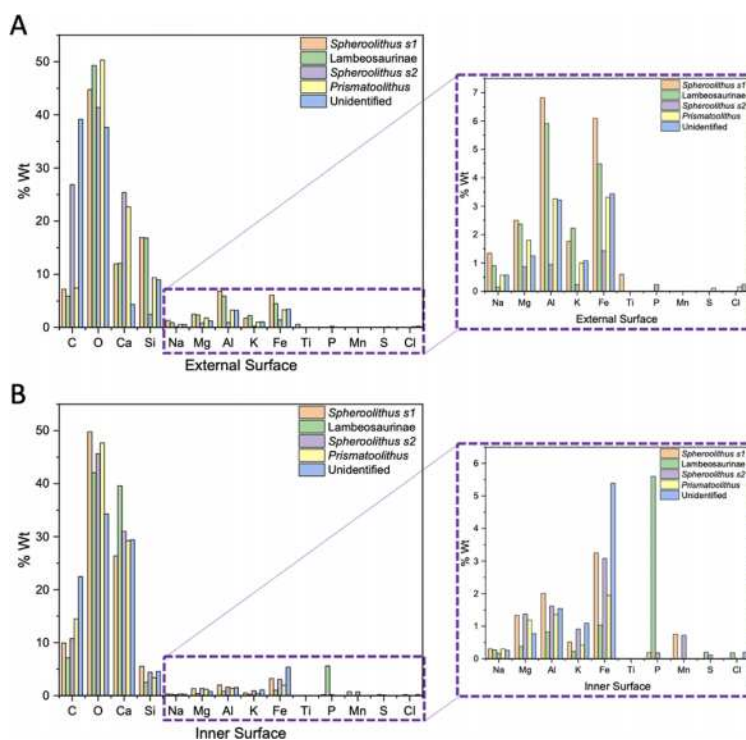 A
% Wt
50
40
30
20
10
0
Spheroolithus s1
Lambeosaurinae
Spheroolithus s2
Prismatoolithus
Unidentified
C O Ca Si Na Mg Al K Fe Ti P Mn S Cl
External Surface
% Wt
7
6
5
4
3
2
1
0
Spheroolithus s1
Lambeosaurinae
Spheroolithus s2
Prismatoolithus
Unidentified
Na Mg Al K Fe Ti P Mn S Cl
External Surface
B
% Wt
50
40
30
20
10
0
Spheroolithus s1
Lambeosaurinae
Spheroolithus s2
Prismatoolithus
Unidentified
C O Ca Si Na Mg Al K Fe Ti P Mn S Cl
Inner Surface
% Wt
6
5
4
3
2
1
0
Spheroolithus s1
Lambeosaurinae
Spheroolithus s2
Prismatoolithus
Unidentified
Na Mg Al K Fe Ti P Mn S Cl
Inner Surface